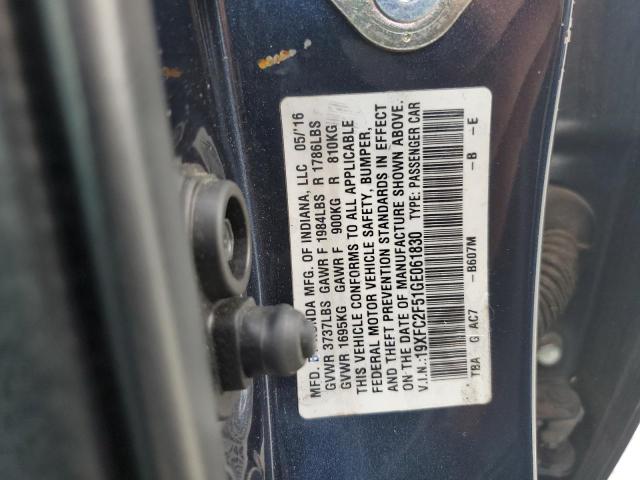 MFD. B HONDA MFG. OF INDIANA, LLC 05/'16
GVWR 3737LBS GAWR F 1984LBS R 1786LBS
GVWR 1695KG GAWR F 900KG R 810KG
THIS VEHICLE CONFORMS TO ALL APPLICABLE
FEDERAL MOTOR VEHICLE SAFETY, BUMPER,
AND THEFT PREVENTION STANDARDS IN EFFECT
ON THE DATE OF MANUFACTURE SHOWN ABOVE.
V.I.N.:19XFC2F51GE061830 TYPE: PASSENGER CAR
TBA G AC7 - B607M - B - E